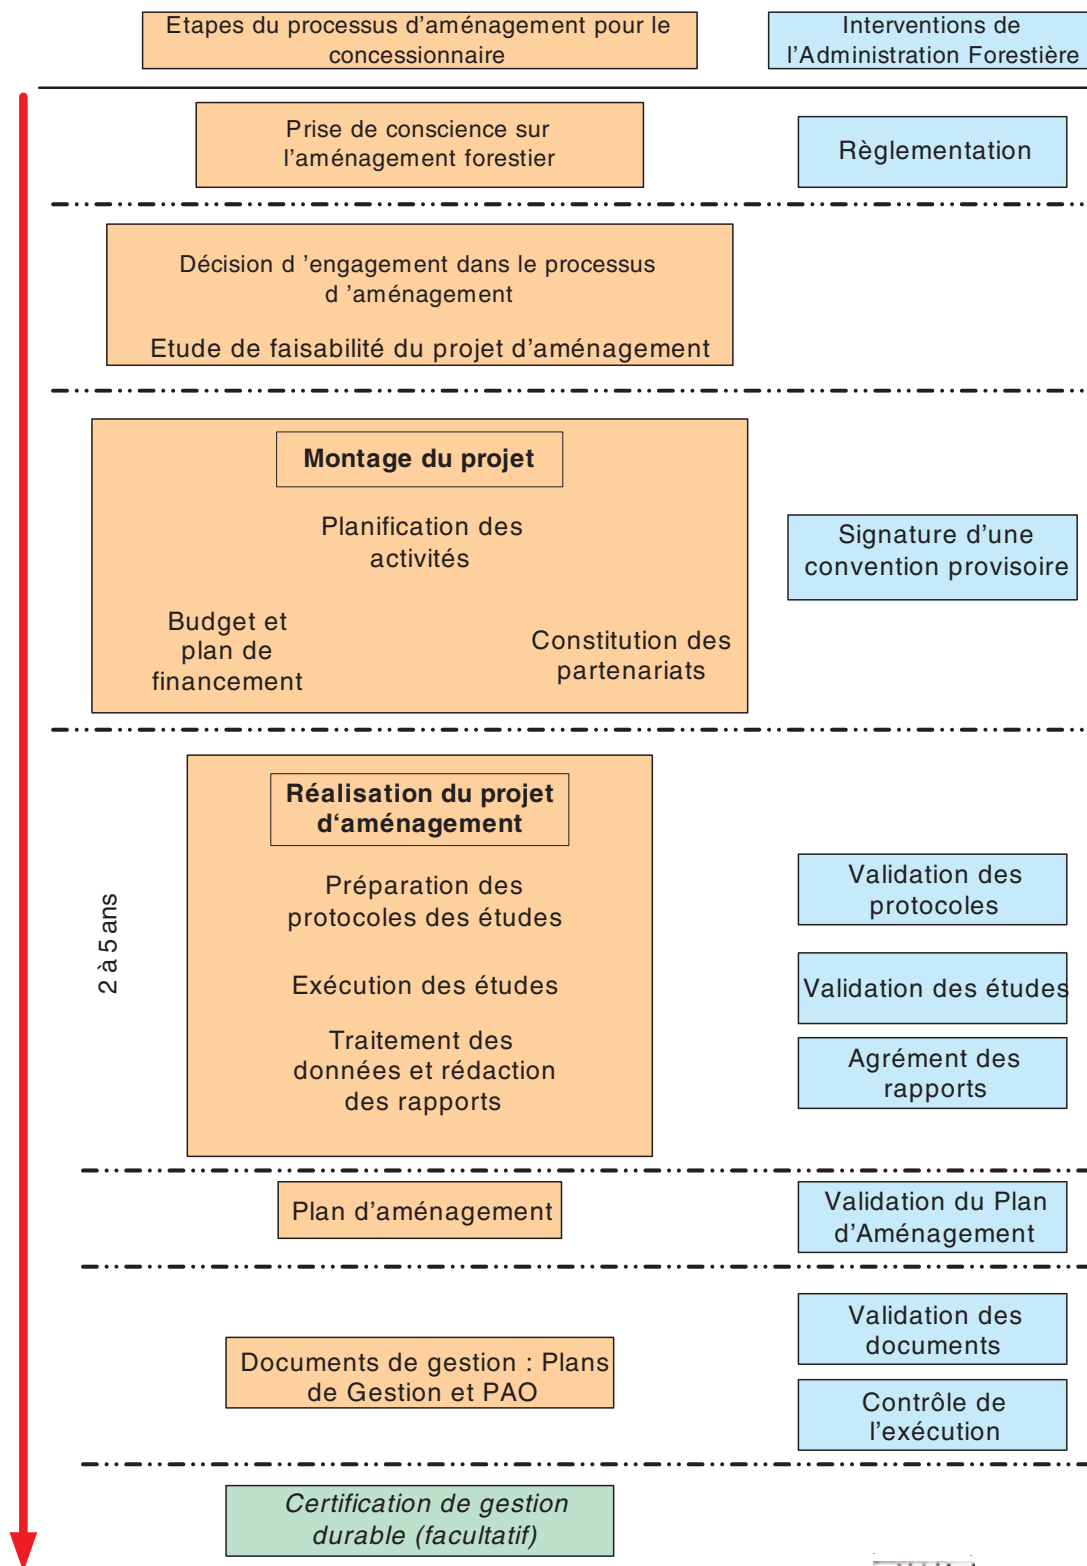 Etapes du processus d'aménagement pour le
concessionnaire
Interventions de
l'Administration Forestière
Prise de conscience sur
l'aménagement forestier
Règlementation
Décision d 'engagement dans le processus
d 'aménagement
Etude de faisabilité du projet d'aménagement
Montage du projet
Planification des
activités
Budget et
plan de
financement
Constitution des
partenariats
Signature d'une
convention provisoire
2 à 5 ans
Réalisation du projet
d‘aménagement
Préparation des
protocoles des études
Exécution des études
Traitement des
données et rédaction
des rapports
Validation des
protocoles
Validation des études
Agrément des
rapports
Plan d'aménagement
Validation du Plan
d'Aménagement
Documents de gestion : Plans
de Gestion et PAO
Validation des
documents
Contrôle de
l'exécution
Certification de gestion
durable (facultatif)